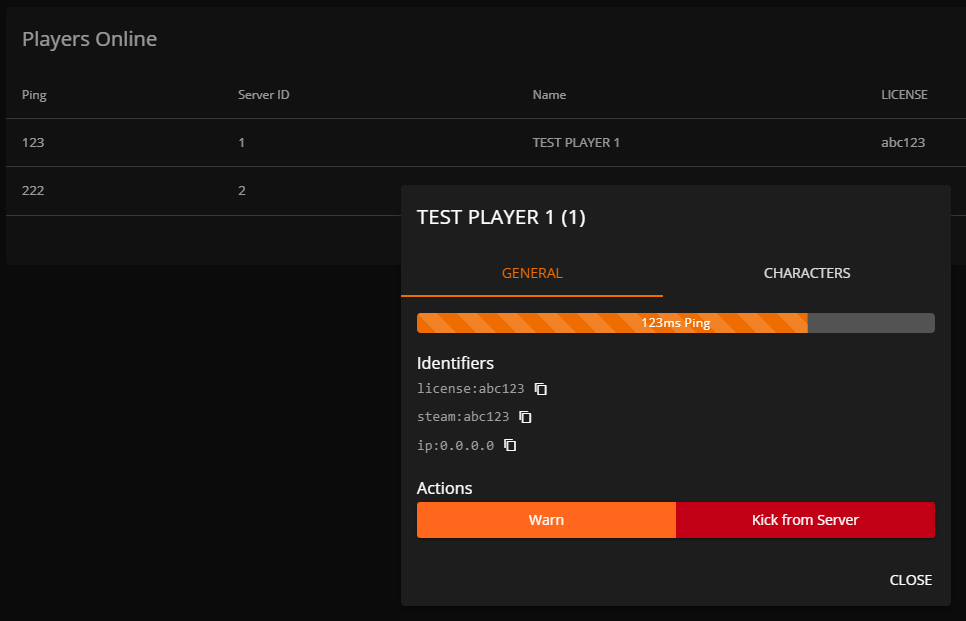 Players Online
Ping Server ID Name LICENSE
123 1 TEST PLAYER 1 abc123
222 2
TEST PLAYER 1 (1)
GENERAL CHARACTERS
123ms Ping
Identifiers
license:abc123
steam:abc123
ip:0.0.0.0
Actions
Warn Kick from Server
CLOSE